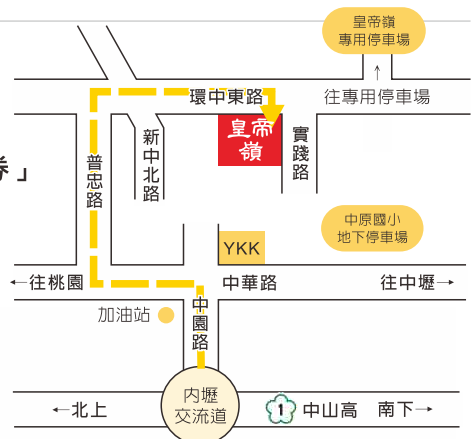 皇帝嶺
專用停車場
環中東路
往專用停車場
皇帝
嶺
新中北路
實踐路
普忠路
券」
中原國小
地下停車場
YKK
←往桃園
中華路
往中壢→
加油站
中園路
內壢
交流道
←北上
1
中山高
南下→